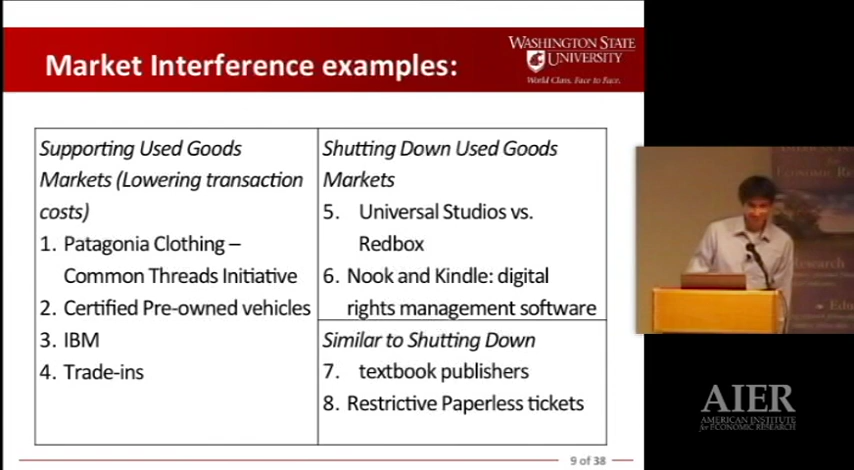 Market Interference examples:
WASHINGTON STATE
UNIVERSITY
World Class. Face to Face.
Supporting Used Goods
Markets (Lowering transaction
costs)
1. Patagonia Clothing –
Common Threads Initiative
2. Certified Pre-owned vehicles
3. IBM
4. Trade-ins
Shutting Down Used Goods
Markets
5. Universal Studios vs.
Redbox
6. Nook and Kindle: digital
rights management software
Similar to Shutting Down
7. textbook publishers
8. Restrictive Paperless tickets
9 of 38
Research
AIER
AMERICAN INSTITUTE
for ECONOMIC RESEARCH